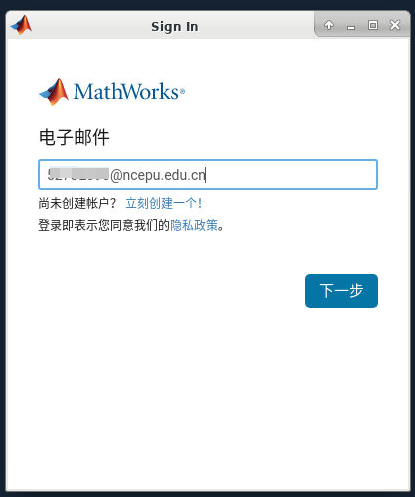 Sign In
MathWorks®
电子邮件
@ncepu.edu.cn
尚未创建帐户？ 立刻创建一个！
登录即表示您同意我们的隐私政策。
下一步